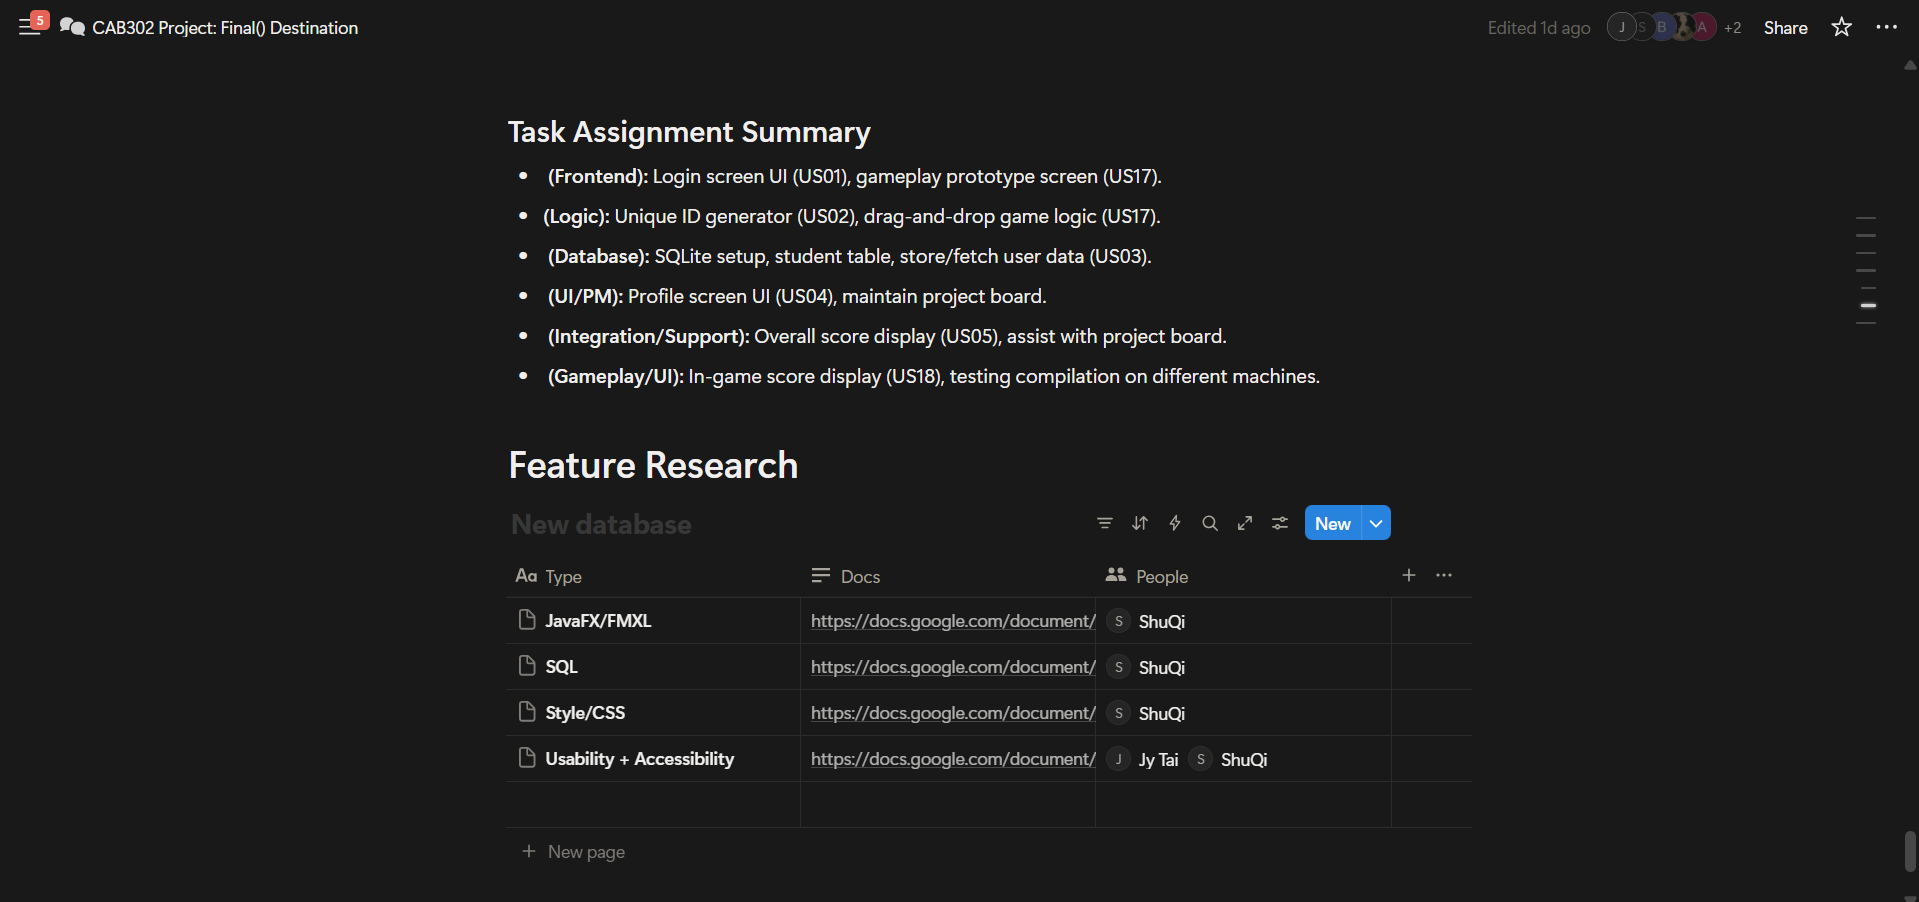 5
CAB302 Project: Final() Destination
Edited 1d ago
J S B A +2
Share
Task Assignment Summary
• (Frontend): Login screen UI (US01), gameplay prototype screen (US17).
• (Logic): Unique ID generator (US02), drag-and-drop game logic (US17).
• (Database): SQLite setup, student table, store/fetch user data (US03).
• (UI/PM): Profile screen UI (US04), maintain project board.
• (Integration/Support): Overall score display (US05), assist with project board.
• (Gameplay/UI): In-game score display (US18), testing compilation on different machines.
Feature Research
New database
New
Aa Type Docs People
JavaFX/FMXL https://docs.google.com/document/ S ShuQi
SQL https://docs.google.com/document/ S ShuQi
Style/CSS https://docs.google.com/document/ S ShuQi
Usability + Accessibility https://docs.google.com/document/ J Jy Tai S ShuQi
+ New page